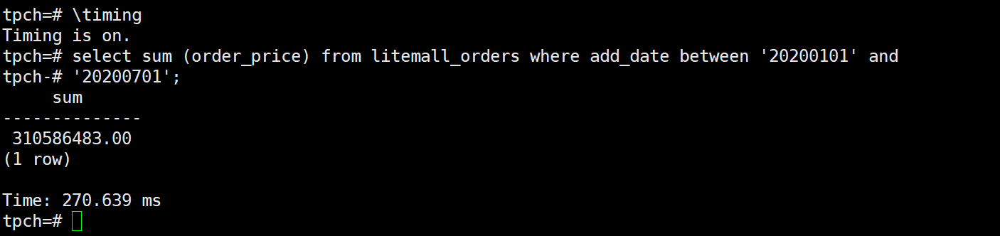 tpch=# \timing
Timing is on.
tpch=# select sum (order_price) from litemall_orders where add_date between '20200101' and
tpch-# '20200701';
     sum
--------------
 310586483.00
(1 row)

Time: 270.639 ms
tpch=#